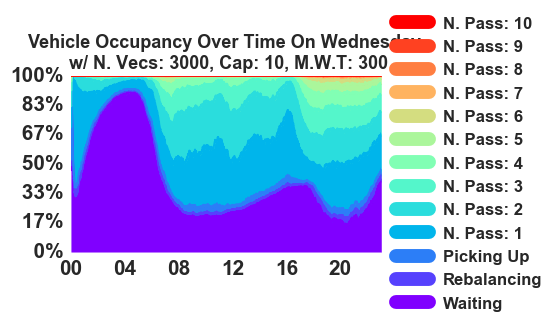 Vehicle Occupancy Over Time On Wednesday
w/ N. Vecs: 3000, Cap: 10, M.W.T: 300
100%
83%
67%
50%
33%
17%
0%
00 04 08 12 16 20
N. Pass: 10
N. Pass: 9
N. Pass: 8
N. Pass: 7
N. Pass: 6
N. Pass: 5
N. Pass: 4
N. Pass: 3
N. Pass: 2
N. Pass: 1
Picking Up
Rebalancing
Waiting